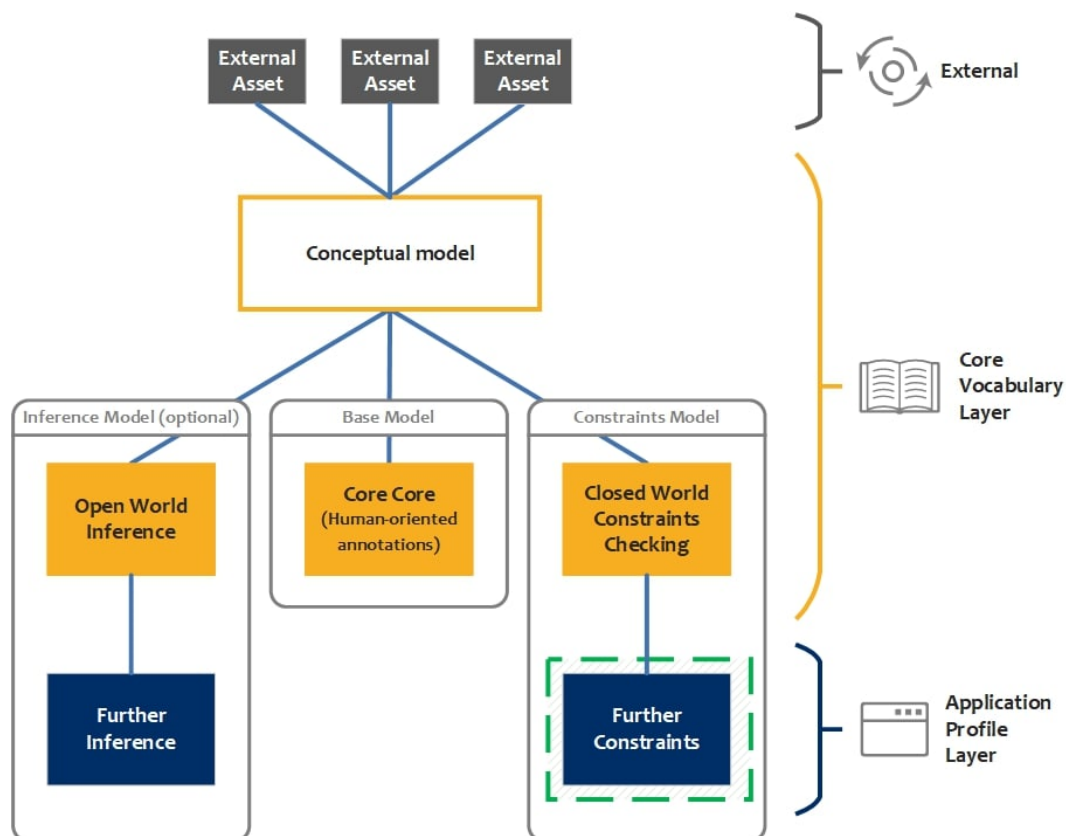 External
Asset
External
Asset
External
Asset
External
Conceptual model
Core
Vocabulary
Layer
Inference Model (optional)
Base Model
Constraints Model
Open World
Inference
Core Core
(Human-oriented
annotations)
Closed World
Constraints
Checking
Further
Inference
Further
Constraints
Application
Profile
Layer